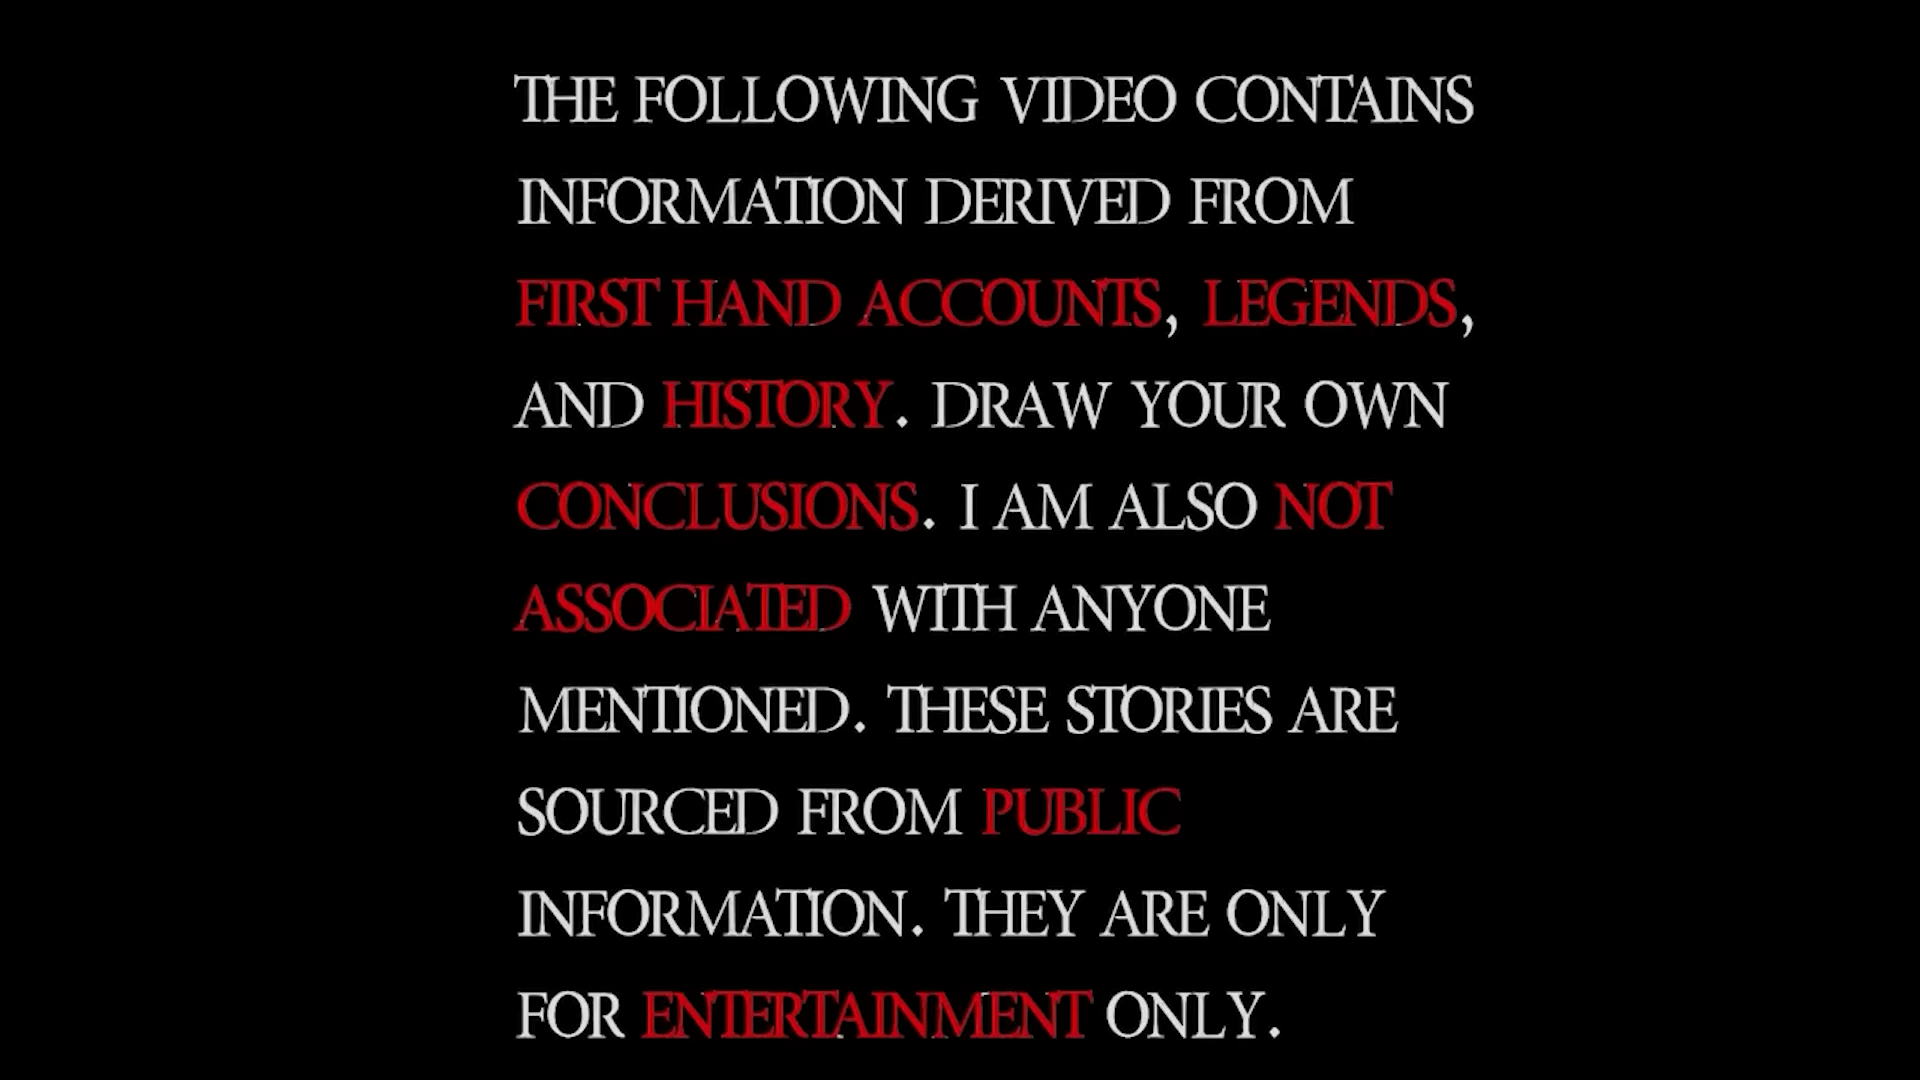 THE FOLLOWING VIDEO CONTAINS
INFORMATION DERIVED FROM
FIRST HAND ACCOUNTS, LEGENDS,
AND HISTORY. DRAW YOUR OWN
CONCLUSIONS. I AM ALSO NOT
ASSOCIATED WITH ANYONE
MENTIONED. THESE STORIES ARE
SOURCED FROM PUBLIC
INFORMATION. THEY ARE ONLY
FOR ENTERTAINMENT ONLY.